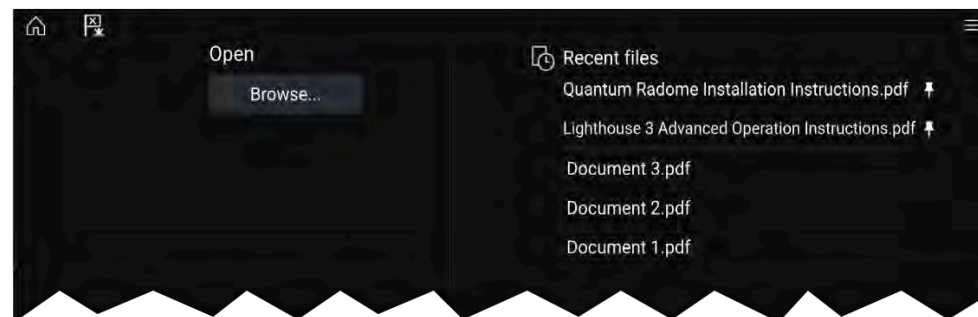 Open
Browse...
Recent files
Quantum Radome Installation Instructions.pdf
Lighthouse 3 Advanced Operation Instructions.pdf
Document 3.pdf
Document 2.pdf
Document 1.pdf